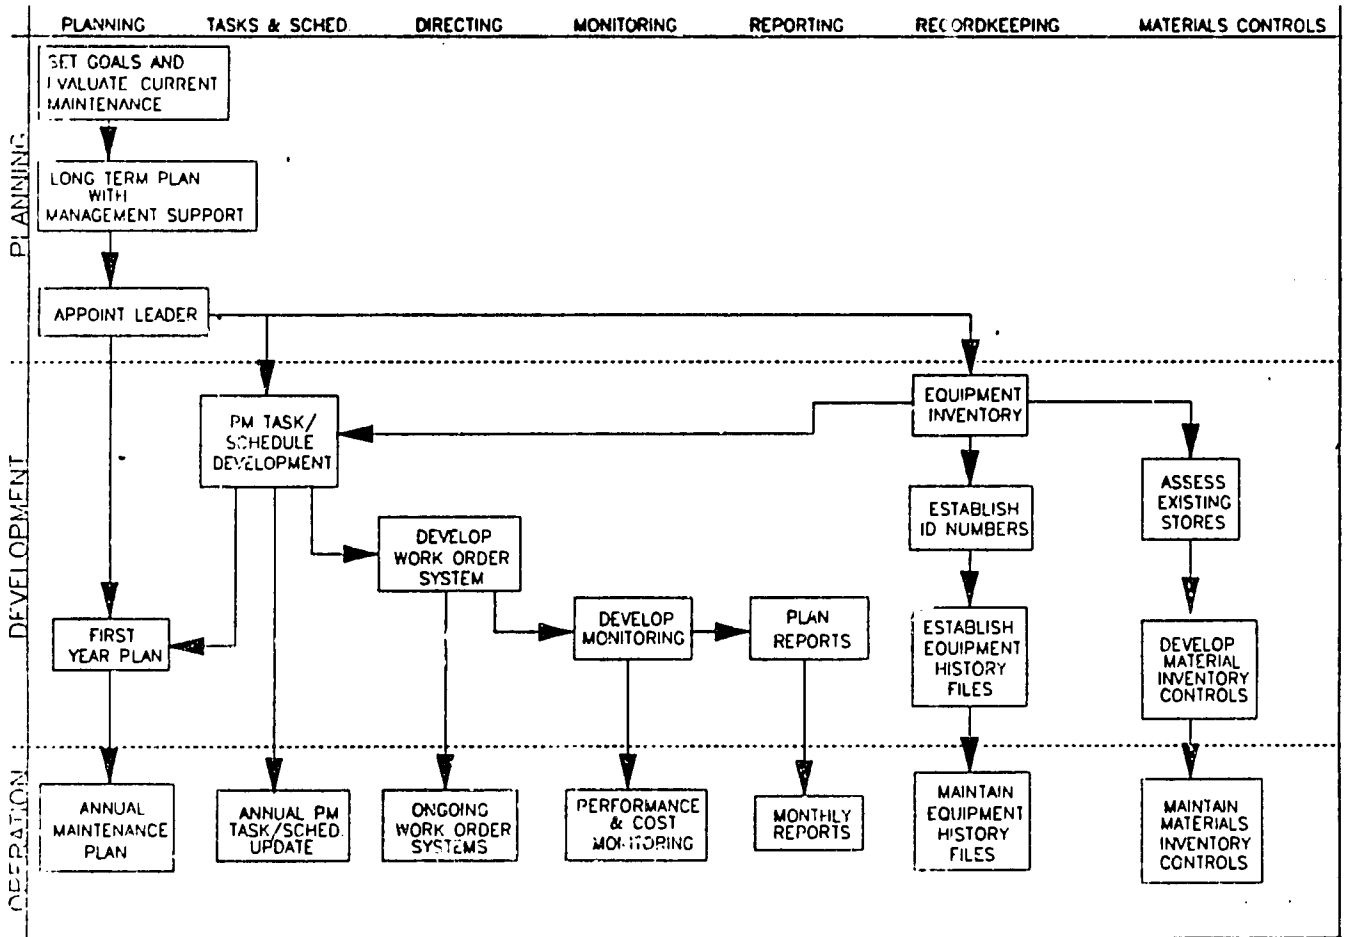 PLANNING TASKS & SCHED. DIRECTING MONITORING REPORTING RECORDKEEPING MATERIALS CONTROLS
PLANNING
SET GOALS AND
EVALUATE CURRENT
MAINTENANCE
LONG TERM PLAN
WITH
MANAGEMENT SUPPORT
APPOINT LEADER
DEVELOPMENT
EQUIPMENT
INVENTORY
PM TASK/
SCHEDULE
DEVELOPMENT
ASSESS
EXISTING
STORES
ESTABLISH
ID NUMBERS
DEVELOP
WORK ORDER
SYSTEM
FIRST
YEAR PLAN
DEVELOP
MONITORING
PLAN
REPORTS
ESTABLISH
EQUIPMENT
HISTORY
FILES
DEVELOP
MATERIAL
INVENTORY
CONTROLS
OPERATION
ANNUAL
MAINTENANCE
PLAN
ANNUAL PM
TASK/SCHED.
UPDATE
ONGOING
WORK ORDER
SYSTEMS
PERFORMANCE
& COST
MONITORING
MONTHLY
REPORTS
MAINTAIN
EQUIPMENT
HISTORY
FILES
MAINTAIN
MATERIALS
INVENTORY
CONTROLS